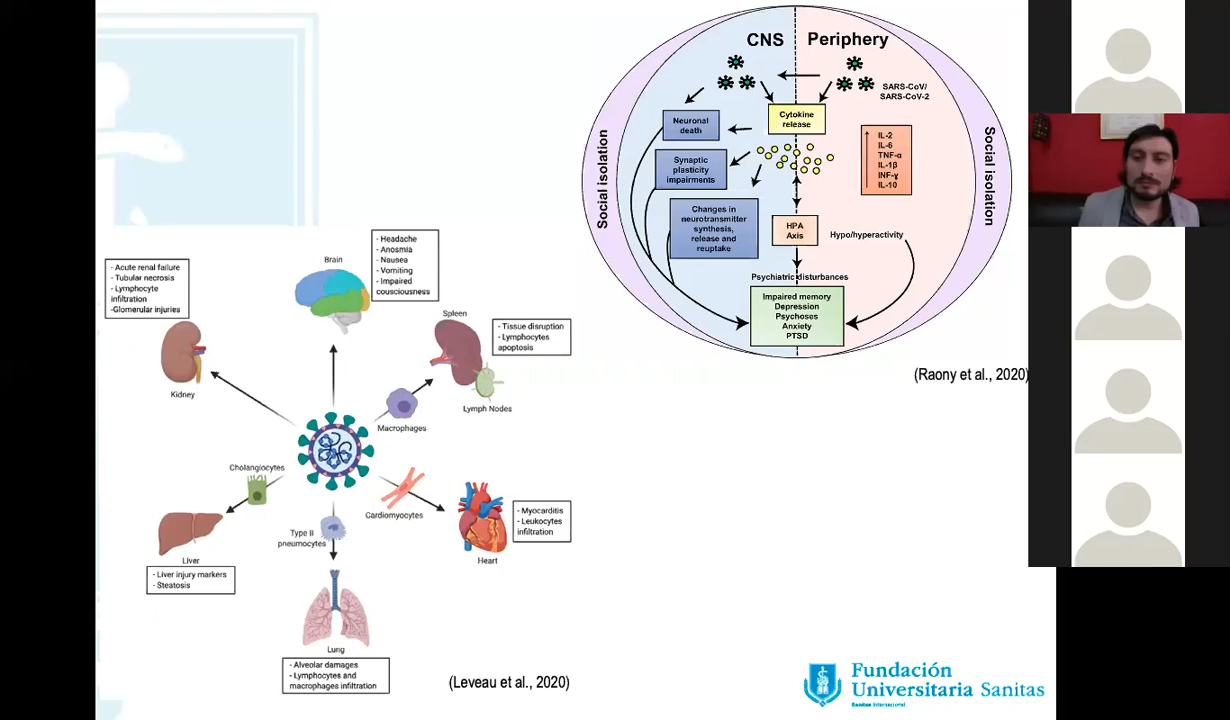 CNS
Periphery
SARS-CoV/
SARS-CoV-2
Cytokine
release
Neuronal
death
Synaptic
plasticity
impairments
Changes in
neurotransmitter
synthesis,
release and
reuptake
IL-2
IL-6
TNF-α
IL-1β
INF-ɣ
IL-10
HPA
Axis
Hypo/hyperactivity
Psychiatric disturbances
Impaired memory
Depression
Psychoses
Anxiety
PTSD
Social isolation
Social isolation
(Raony et al., 2020)
- Acute renal failure
- Tubular necrosis
- Lymphocyte
infiltration
-Glomerular injuries
Kidney
Brain
- Headache
- Anosmia
- Nausea
- Vomiting
- Impaired
cousciousness
Spleen
- Tissue disruption
- Lymphocytes
apoptosis
Lymph Nodes
Macrophages
Cholangiocytes
Liver
- Liver injury markers
- Steatosis
Type II
pneumocytes
Cardiomyocytes
Heart
- Myocarditis
- Leukocytes
infiltration
Lung
- Alveolar damages
- Lymphocytes and
macrophages infiltration
(Leveau et al., 2020)
Fundación
Universitaria Sanitas
Sanitas Internacional